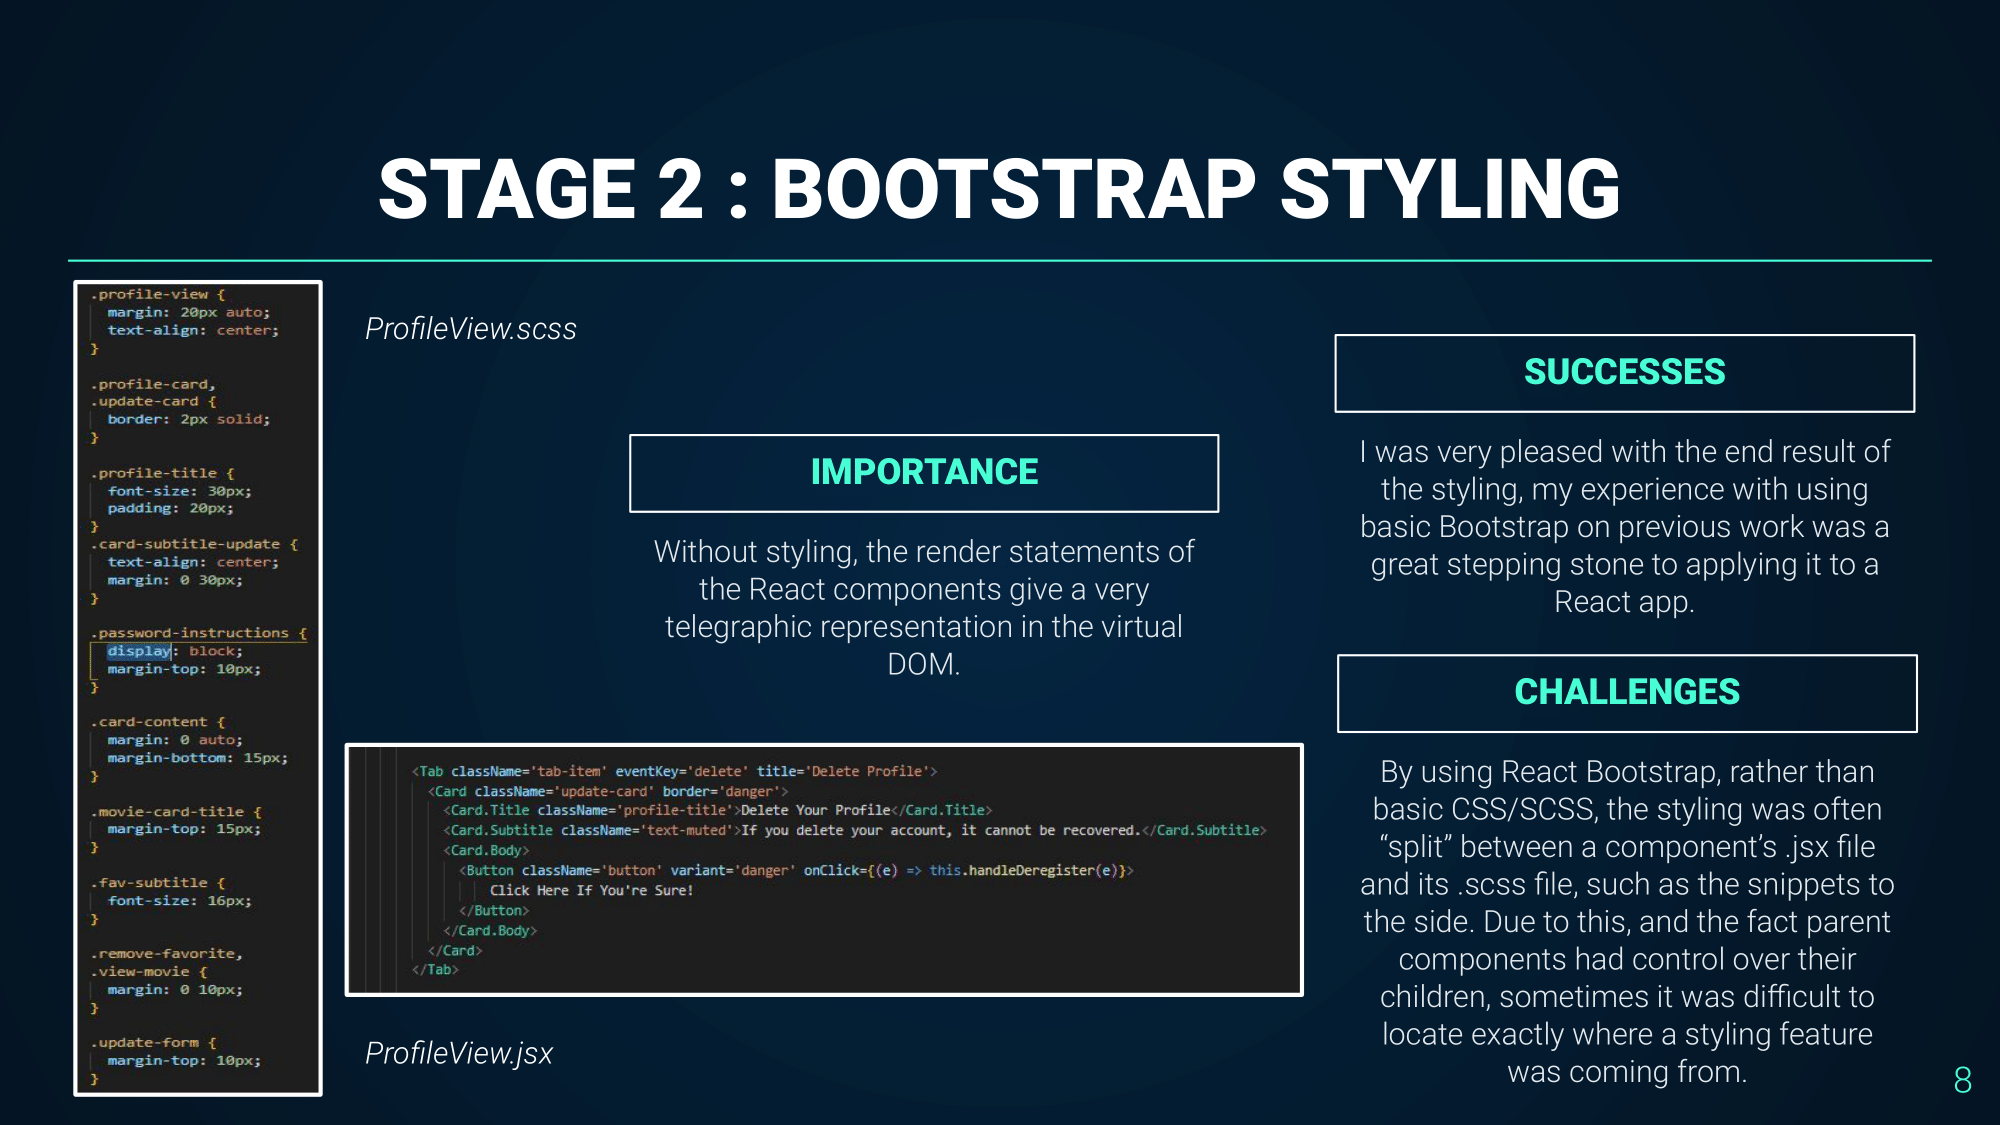 STAGE 2 : BOOTSTRAP STYLING
.profile-view {
margin: 20px auto;
text-align: center;
}
.profile-card,
.update-card {
border: 2px solid;
}
.profile-title {
font-size: 30px;
padding: 20px;
}
.card-subtitle-update {
text-align: center;
margin: 0 30px;
}
.password-instructions {
display: block;
margin-top: 10px;
}
.card-content {
margin: 0 auto;
margin-bottom: 15px;
}
.movie-card-title {
margin-top: 15px;
}
.fav-subtitle {
font-size: 16px;
}
.remove-favorite,
.view-movie {
margin: 0 10px;
}
.update-form {
margin-top: 10px;
}
ProfileView.scss
IMPORTANCE
Without styling, the render statements of
the React components give a very
telegraphic representation in the virtual
DOM.
<Tab className='tab-item' eventKey='delete' title='Delete Profile'>
<Card className='update-card' border='danger'>
<Card.Title className='profile-title'>Delete Your Profile</Card.Title>
<Card.Subtitle className='text-muted'>If you delete your account, it cannot be recovered.</Card.Subtitle>
<Card.Body>
<Button className='button' variant='danger' onClick={(e) => this.handleDeregister(e)}>
Click Here If You're Sure!
</Button>
</Card.Body>
</Card>
</Tab>
ProfileView.jsx
SUCCESSES
I was very pleased with the end result of
the styling, my experience with using
basic Bootstrap on previous work was a
great stepping stone to applying it to a
React app.
CHALLENGES
By using React Bootstrap, rather than
basic CSS/SCSS, the styling was often
“split” between a component’s .jsx file
and its .scss file, such as the snippets to
the side. Due to this, and the fact parent
components had control over their
children, sometimes it was difficult to
locate exactly where a styling feature
was coming from.
8